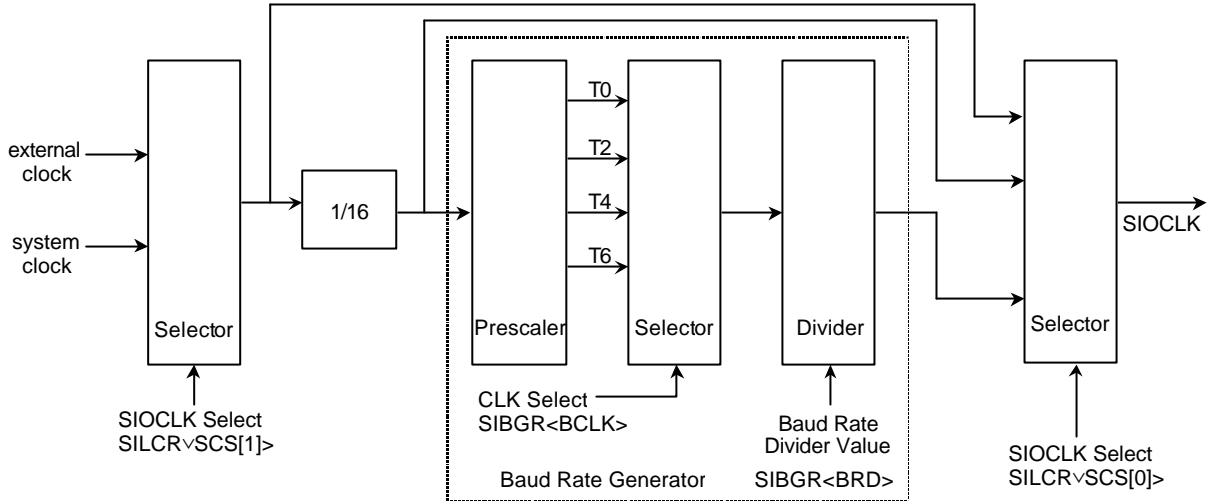 external
clock
system
clock
Selector
SIOCLK Select
SILCR∨SCS[1]>
1/16
Prescaler
T0
T2
T4
T6
Selector
CLK Select
SIBGR<BCLK>
Divider
Baud Rate
Divider Value
SIBGR<BRD>
Baud Rate Generator
Selector
SIOCLK Select
SILCR∨SCS[0]>
SIOCLK